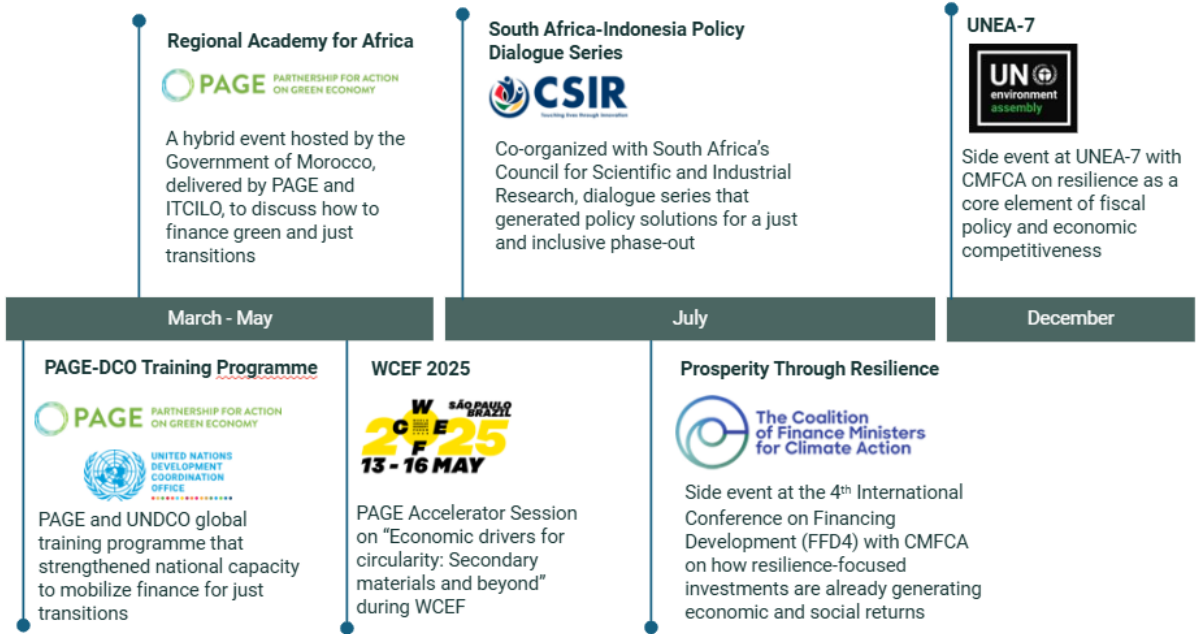 Regional Academy for Africa
PAGE PARTNERSHIP FOR ACTION
ON GREEN ECONOMY
A hybrid event hosted by the
Government of Morocco,
delivered by PAGE and
ITCILO, to discuss how to
finance green and just
transitions
South Africa-Indonesia Policy
Dialogue Series
CSIR
Touching lives through innovation
Co-organized with South Africa’s
Council for Scientific and Industrial
Research, dialogue series that
generated policy solutions for a just
and inclusive phase-out
UNEA-7
UN
environment
assembly
Side event at UNEA-7 with
CMFCA on resilience as a
core element of fiscal
policy and economic
competitiveness
March - May
July
December
PAGE-DCO Training Programme
PAGE PARTNERSHIP FOR ACTION
ON GREEN ECONOMY
UNITED NATIONS
DEVELOPMENT
COORDINATION
OFFICE
PAGE and UNDCO global
training programme that
strengthened national capacity
to mobilize finance for just
transitions
WCEF 2025
WCEF
SÃO PAULO
BRAZIL
2025
13 - 16 MAY
PAGE Accelerator Session
on “Economic drivers for
circularity: Secondary
materials and beyond”
during WCEF
Prosperity Through Resilience
The Coalition
of Finance Ministers
for Climate Action
Side event at the 4th International
Conference on Financing
Development (FFD4) with CMFCA
on how resilience-focused
investments are already generating
economic and social returns